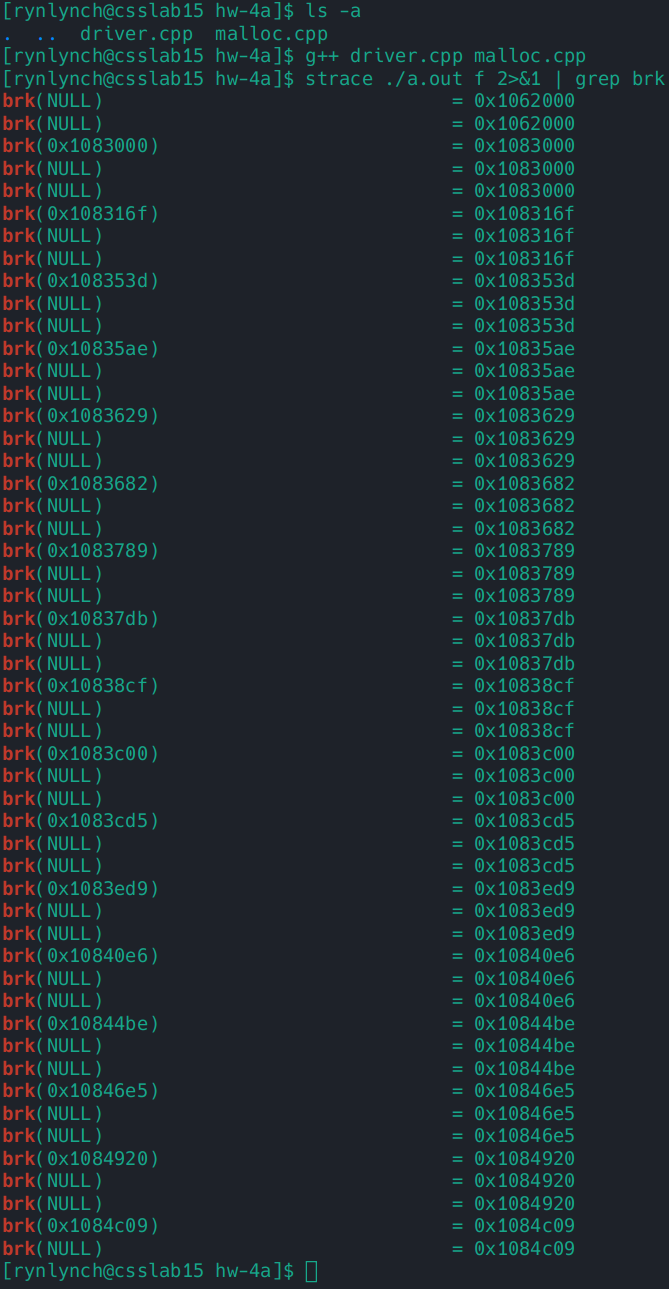 [rynlynch@csslab15 hw-4a]$ ls -a
.  ..  driver.cpp  malloc.cpp
[rynlynch@csslab15 hw-4a]$ g++ driver.cpp malloc.cpp
[rynlynch@csslab15 hw-4a]$ strace ./a.out f 2>&1 | grep brk
brk(NULL)                               = 0x1062000
brk(NULL)                               = 0x1062000
brk(0x1083000)                          = 0x1083000
brk(NULL)                               = 0x1083000
brk(NULL)                               = 0x1083000
brk(0x108316f)                          = 0x108316f
brk(NULL)                               = 0x108316f
brk(NULL)                               = 0x108316f
brk(0x108353d)                          = 0x108353d
brk(NULL)                               = 0x108353d
brk(NULL)                               = 0x108353d
brk(0x10835ae)                          = 0x10835ae
brk(NULL)                               = 0x10835ae
brk(NULL)                               = 0x10835ae
brk(0x1083629)                          = 0x1083629
brk(NULL)                               = 0x1083629
brk(NULL)                               = 0x1083629
brk(0x1083682)                          = 0x1083682
brk(NULL)                               = 0x1083682
brk(NULL)                               = 0x1083682
brk(0x1083789)                          = 0x1083789
brk(NULL)                               = 0x1083789
brk(NULL)                               = 0x1083789
brk(0x10837db)                          = 0x10837db
brk(NULL)                               = 0x10837db
brk(NULL)                               = 0x10837db
brk(0x10838cf)                          = 0x10838cf
brk(NULL)                               = 0x10838cf
brk(NULL)                               = 0x10838cf
brk(0x1083c00)                          = 0x1083c00
brk(NULL)                               = 0x1083c00
brk(NULL)                               = 0x1083c00
brk(0x1083cd5)                          = 0x1083cd5
brk(NULL)                               = 0x1083cd5
brk(NULL)                               = 0x1083cd5
brk(0x1083ed9)                          = 0x1083ed9
brk(NULL)                               = 0x1083ed9
brk(NULL)                               = 0x1083ed9
brk(0x10840e6)                          = 0x10840e6
brk(NULL)                               = 0x10840e6
brk(NULL)                               = 0x10840e6
brk(0x10844be)                          = 0x10844be
brk(NULL)                               = 0x10844be
brk(NULL)                               = 0x10844be
brk(0x10846e5)                          = 0x10846e5
brk(NULL)                               = 0x10846e5
brk(NULL)                               = 0x10846e5
brk(0x1084920)                          = 0x1084920
brk(NULL)                               = 0x1084920
brk(NULL)                               = 0x1084920
brk(0x1084c09)                          = 0x1084c09
brk(NULL)                               = 0x1084c09
[rynlynch@csslab15 hw-4a]$